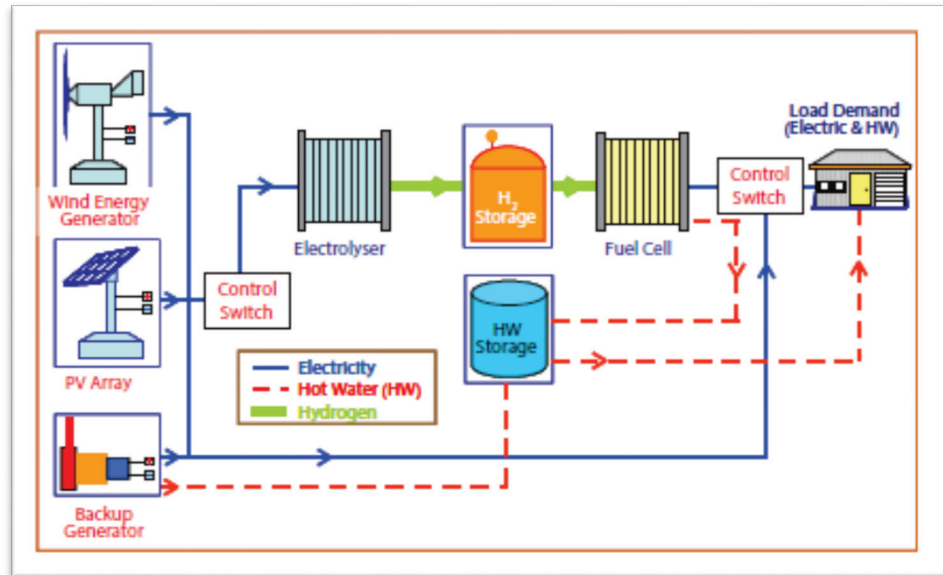 Wind Energy
Generator
PV Array
Backup
Generator
Control
Switch
Electrolyser
H₂
Storage
Fuel Cell
HW
Storage
Control
Switch
Load Demand
(Electric & HW)
Electricity
Hot Water (HW)
Hydrogen